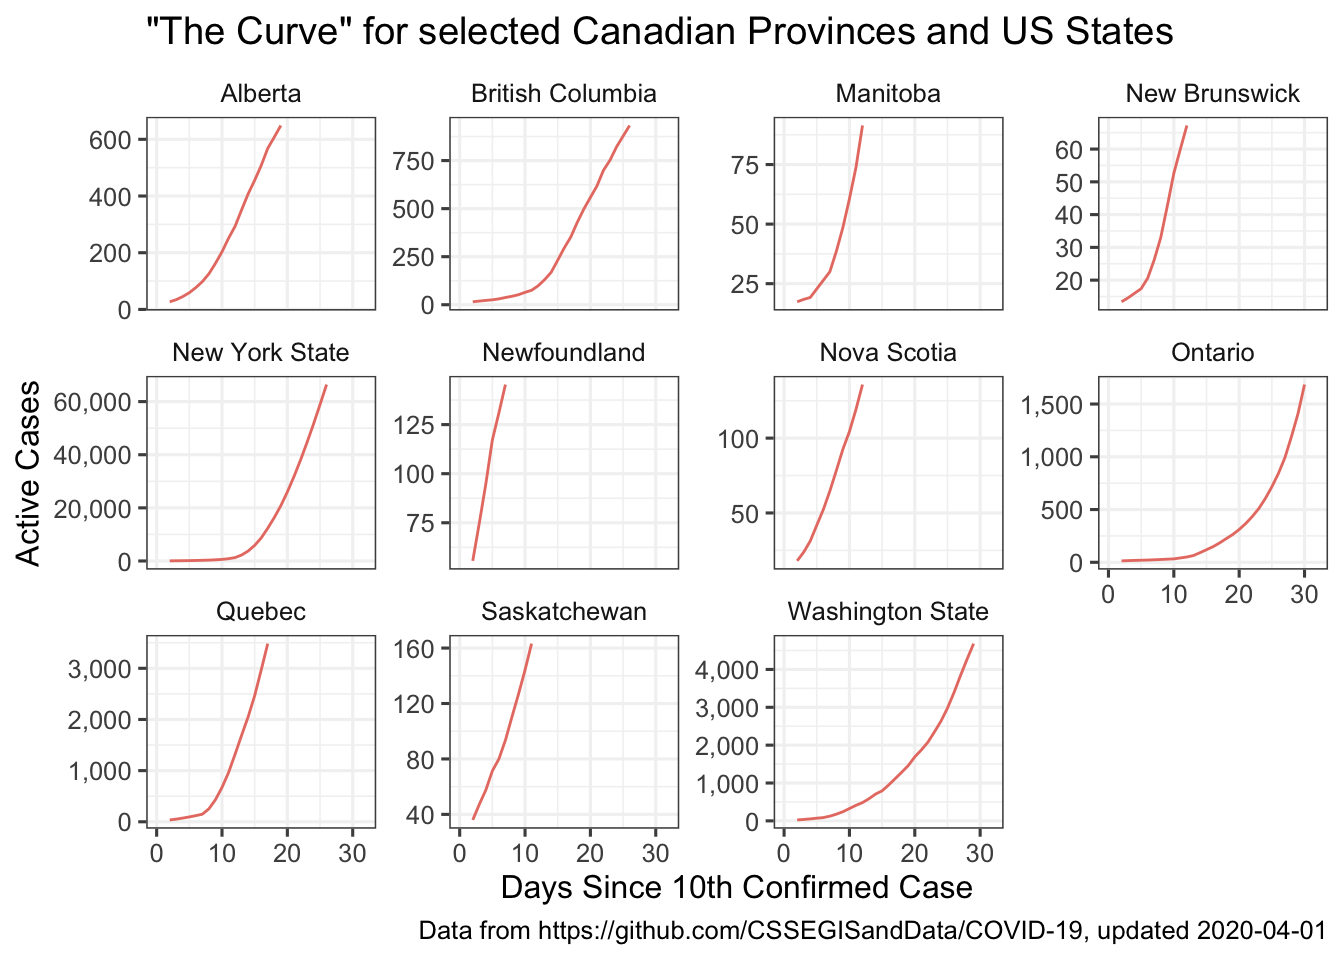 "The Curve" for selected Canadian Provinces and US States
Alberta
British Columbia
Manitoba
New Brunswick
600
400
200
0
750
500
250
0
75
50
25
60
50
40
30
20
Active Cases
New York State
Newfoundland
Nova Scotia
Ontario
60,000
40,000
20,000
0
125
100
75
100
50
1,500
1,000
500
0
0 10 20 30
Quebec
Saskatchewan
Washington State
3,000
2,000
1,000
0
160
120
80
40
4,000
3,000
2,000
1,000
0
0 10 20 30
0 10 20 30
0 10 20 30
Days Since 10th Confirmed Case
Data from https://github.com/CSSEGISandData/COVID-19, updated 2020-04-01